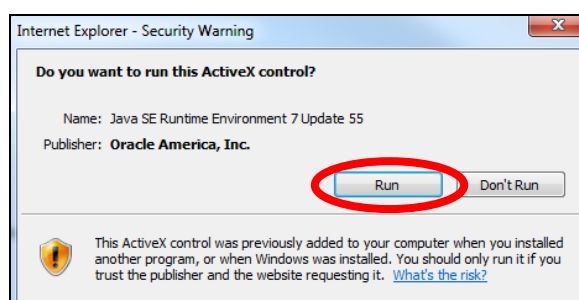 Internet Explorer - Security Warning
Do you want to run this ActiveX control?
Name: Java SE Runtime Environment 7 Update 55
Publisher: Oracle America, Inc.
Run Don't Run
This ActiveX control was previously added to your computer when you installed
another program, or when Windows was installed. You should only run it if you
trust the publisher and the website requesting it. What's the risk?